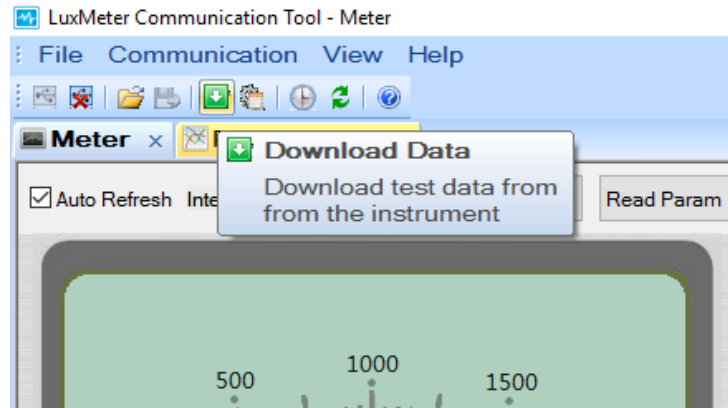 LuxMeter Communication Tool - Meter
File Communication View Help
Meter x
Download Data
Download test data from
from the instrument
Auto Refresh
Read Param
500 1000 1500